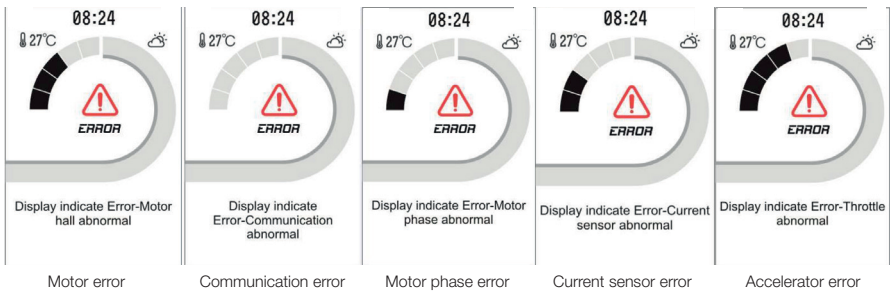 08:24
27°C
ERROR
Display indicate Error-Motor
hall abnormal
Motor error
08:24
27°C
ERROR
Display indicate
Error-Communication
abnormal
Communication error
08:24
27°C
ERROR
Display indicate Error-Motor
phase abnormal
Motor phase error
08:24
27°C
ERROR
Display indicate Error-Current
sensor abnormal
Current sensor error
08:24
27°C
ERROR
Display indicate Error-Throttle
abnormal
Accelerator error